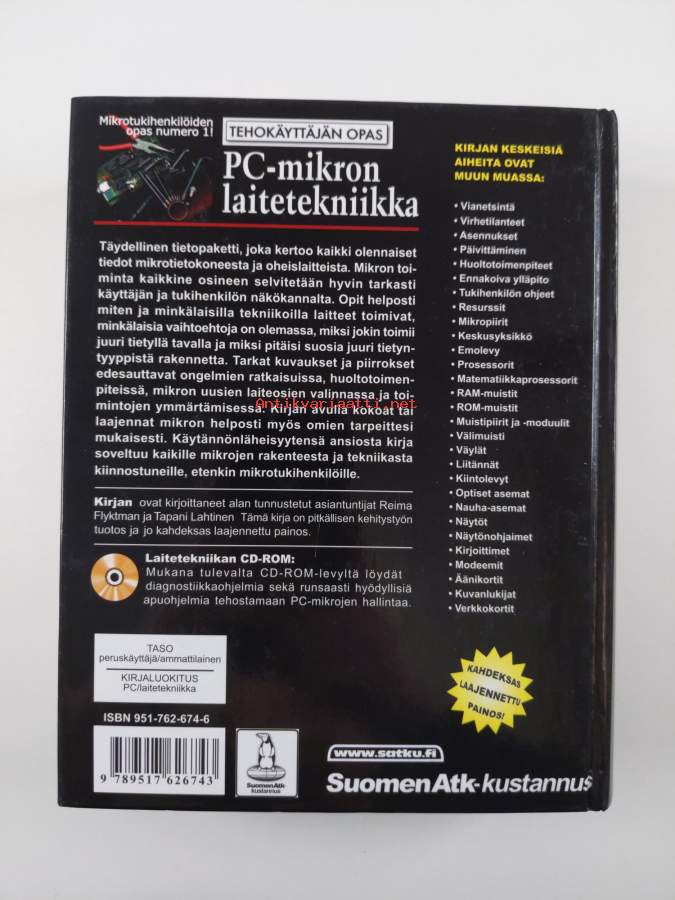 Mikrotukihenkilöiden
opas numero 1!
TEHOKÄYTTÄJÄN OPAS
PC-mikron
laitetekniikka
Täydellinen tietopaketti, joka kertoo kaikki olennaiset
tiedot mikrotietokoneesta ja oheislaitteista. Mikron toi-
minta kaikkine osineen selvitetään hyvin tarkasti
käyttäjän ja tukihenkilön näkökannalta. Opit helposti
miten ja minkälaisilla tekniikoilla laitteet toimivat,
minkälaisia vaihtoehtoja on olemassa, miksi jokin toimii
juuri tietyllä tavalla ja miksi pitäisi suosia juuri tietyn-
tyyppistä rakennetta. Tarkat kuvaukset ja piirrokset
edesauttavat ongelmien ratkaisuissa, huoltotoimen-
piteissä, mikron uusien laiteosien valinnassa ja toi-
mintojen ymmärtämisessä. Kirjan avulla kokoat tai
laajennat mikron helposti myös omien tarpeittesi
mukaisesti. Käytännönläheisyytensä ansiosta kirja
soveltuu kaikille mikrojen rakenteesta ja tekniikasta
kiinnostuneille, etenkin mikrotukihenkilöille.
Antikvariaatti.net
Kirjan ovat kirjoittaneet alan tunnustetut asiantuntijat Reima
Flyktman ja Tapani Lahtinen Tämä kirja on pitkällisen kehitystyön
tuotos ja jo kahdeksas laajennettu painos.
Laitetekniikan CD-ROM:
Mukana tulevalta CD-ROM-levyltä löydät
diagnostiikkaohjelmia sekä runsaasti hyödyllisiä
apuohjelmia tehostamaan PC-mikrojen hallintaa.
TASO
peruskäyttäjä/ammattilainen
KIRJALUOKITUS
PC/laitetekniikka
ISBN 951-762-674-6
9 789517 626743
SuomenAtk-
kustannus
KIRJAN KESKEISIÄ
AIHEITA OVAT
MUUN MUASSA:
• Vianetsintä
• Virhetilanteet
• Asennukset
• Päivittäminen
• Huoltotoimenpiteet
• Ennakoiva ylläpito
• Tukihenkilön ohjeet
• Resurssit
• Mikropiirit
• Keskusyksikkö
• Emolevy
• Prosessorit
• Matematiikkaprosessorit
• RAM-muistit
• ROM-muistit
• Muistipiirit ja -moduulit
• Välimuisti
• Väylät
• Liitännät
• Kiintolevyt
• Optiset asemat
• Nauha-asemat
• Näytöt
• Näytönohjaimet
• Kirjoittimet
• Modeemit
• Äänikortit
• Kuvanlukijat
• Verkkokortit
KAHDEKSAS
LAAJENNETTU
PAINOS!
www.satku.fi
SuomenAtk-kustannus